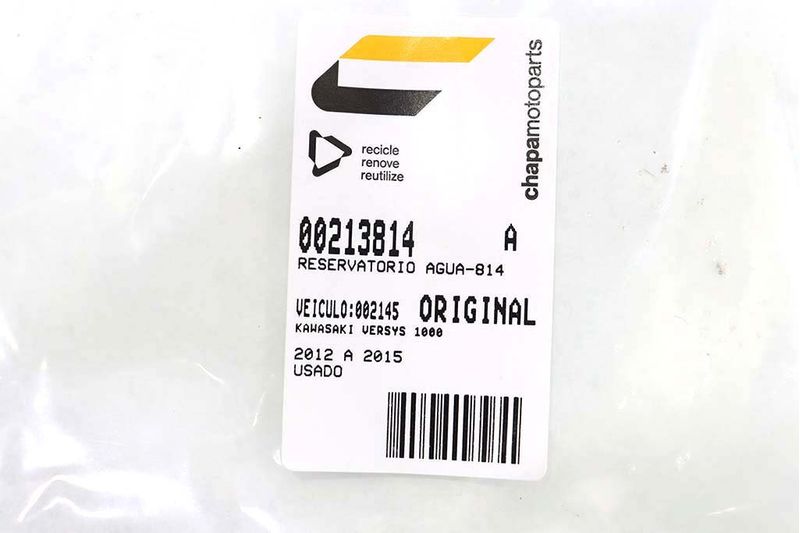 chapamotoparts
recicle
renove
reutilize
00213814 A
RESERVATORIO AGUA-814
VEICULO:002145 ORIGINAL
KAWASAKI VERSYS 1000
2012 A 2015
USADO